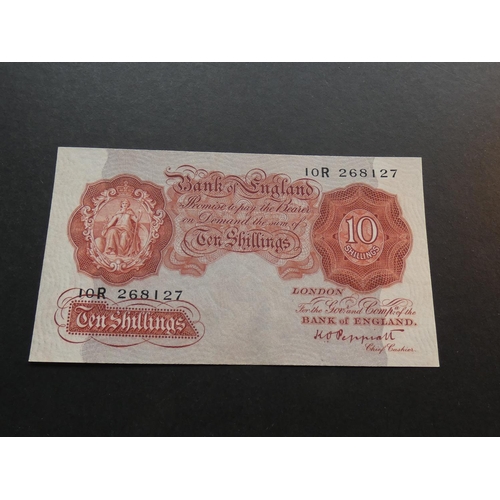 10R 268127
Bank of England
Promise to pay the Bearer
on Demand the sum of
Ten Shillings
10
SHILLINGS
10R 268127
Ten Shillings
LONDON
For the Govr and Compa of the
BANK of ENGLAND.
K O Peppiatt
Chief Cashier.